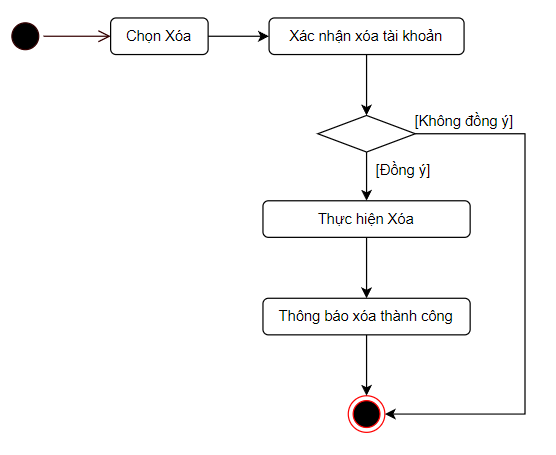 Chọn Xóa
Xác nhận xóa tài khoản
[Không đồng ý]
[Đồng ý]
Thực hiện Xóa
Thông báo xóa thành công